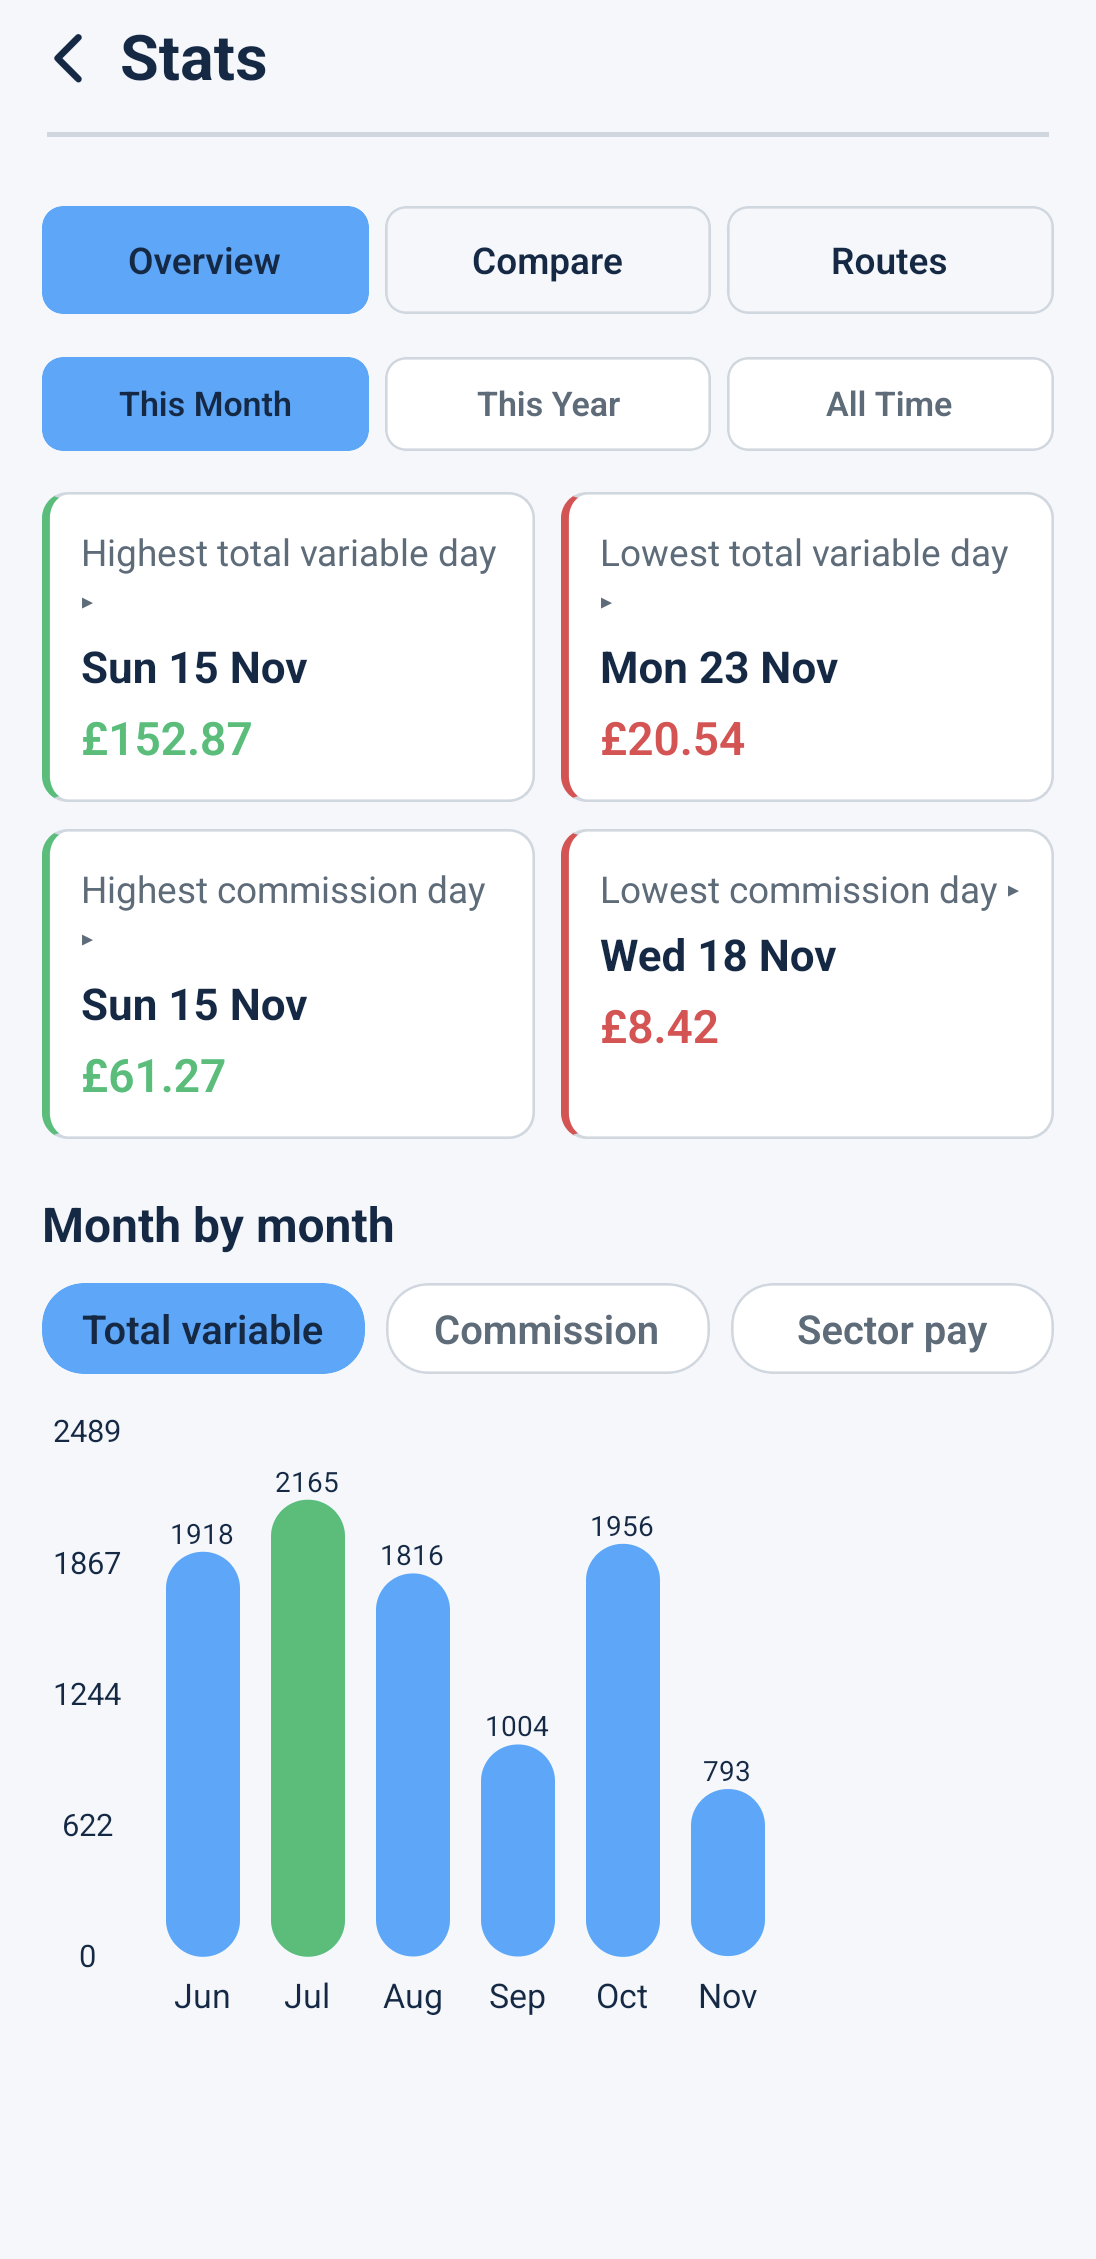 Stats
Overview
Compare
Routes
This Month
This Year
All Time
Highest total variable day
▸
Sun 15 Nov
£152.87
Lowest total variable day
▸
Mon 23 Nov
£20.54
Highest commission day
▸
Sun 15 Nov
£61.27
Lowest commission day ▸
Wed 18 Nov
£8.42
Month by month
Total variable
Commission
Sector pay
2489
1867
1244
622
0
1918
2165
1816
1004
1956
793
Jun
Jul
Aug
Sep
Oct
Nov